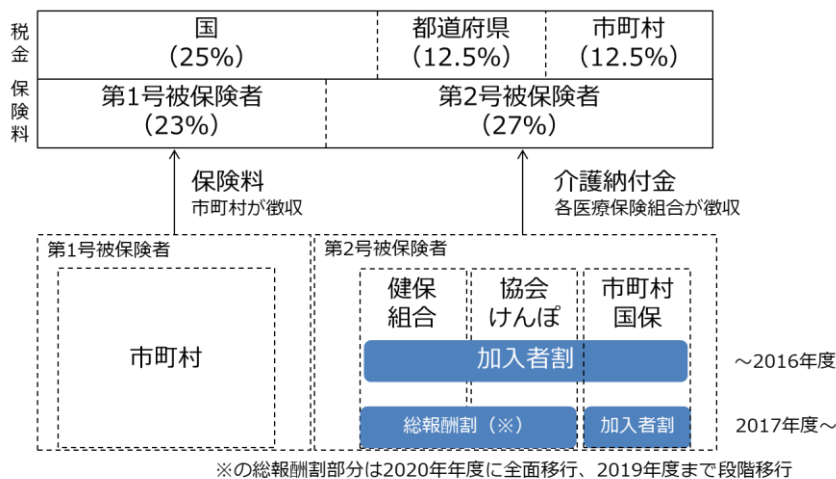 税金
国
(25%)
都道府県
(12.5%)
市町村
(12.5%)
保険料
第1号被保険者
(23%)
第2号被保険者
(27%)
保険料
市町村が徴収
介護納付金
各医療保険組合が徴収
第1号被保険者
市町村
第2号被保険者
健保
組合
協会
けんぽ
市町村
国保
加入者割
～2016年度
総報酬割（※）
加入者割
2017年度～
※の総報酬割部分は2020年年度に全面移行、2019年度まで段階移行